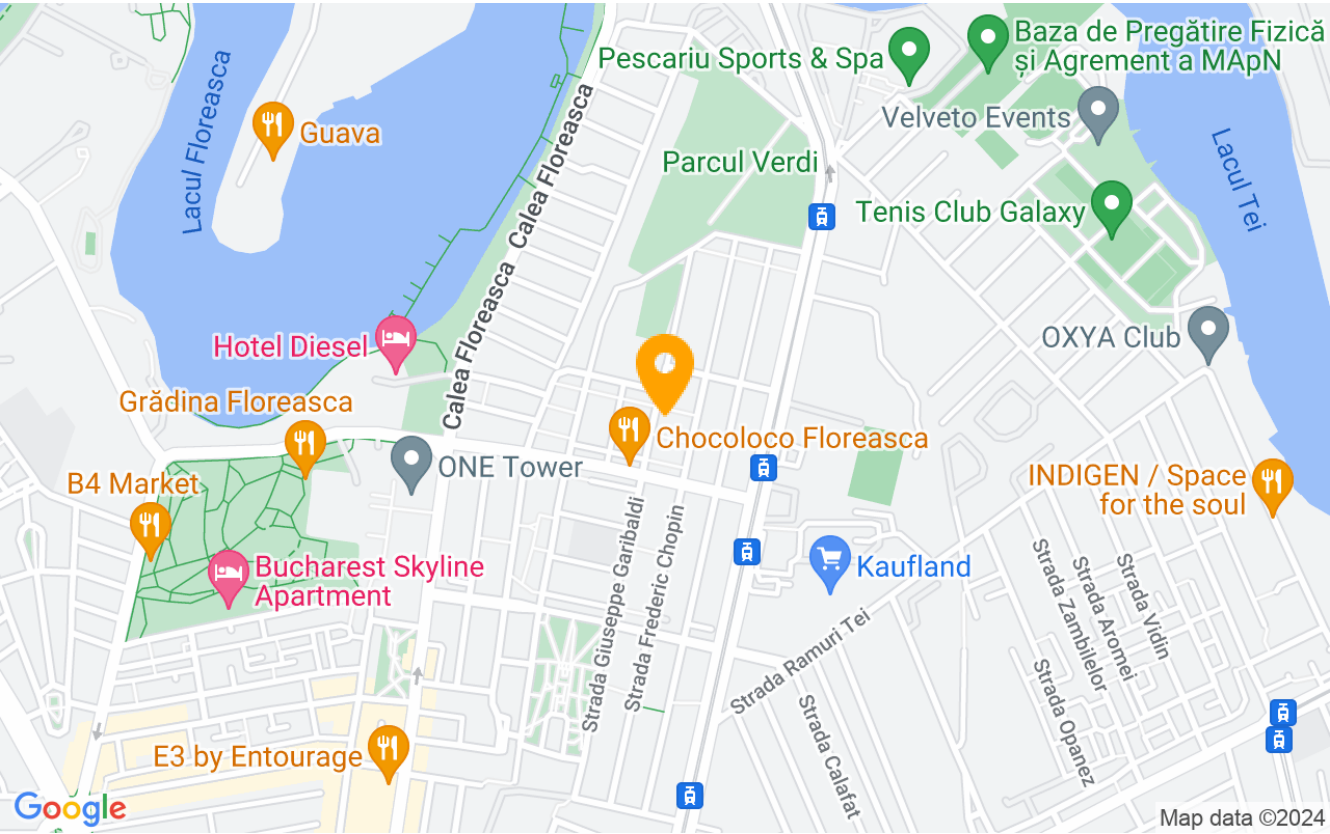 Baza de Pregătire Fizică
și Agrement a MApN
Pescariu Sports & Spa
Velveto Events
Guava
Lacul Floreasca
Calea Floreasca
Calea Floreasca
Calea Floreasca
Parcul Verdi
Lacul Tei
Tenis Club Galaxy
OXYA Club
Hotel Diesel
Grădina Floreasca
Chocoloco Floreasca
ONE Tower
B4 Market
INDIGEN / Space
for the soul
Bucharest Skyline
Apartment
Kaufland
Strada Giuseppe Garibaldi
Strada Frederic Chopin
Strada Ramuri Tei
Strada Zambilelor
Strada Aromei
Strada Vidin
Strada Opanez
Strada Calafat
E3 by Entourage
Google
Map data ©2024